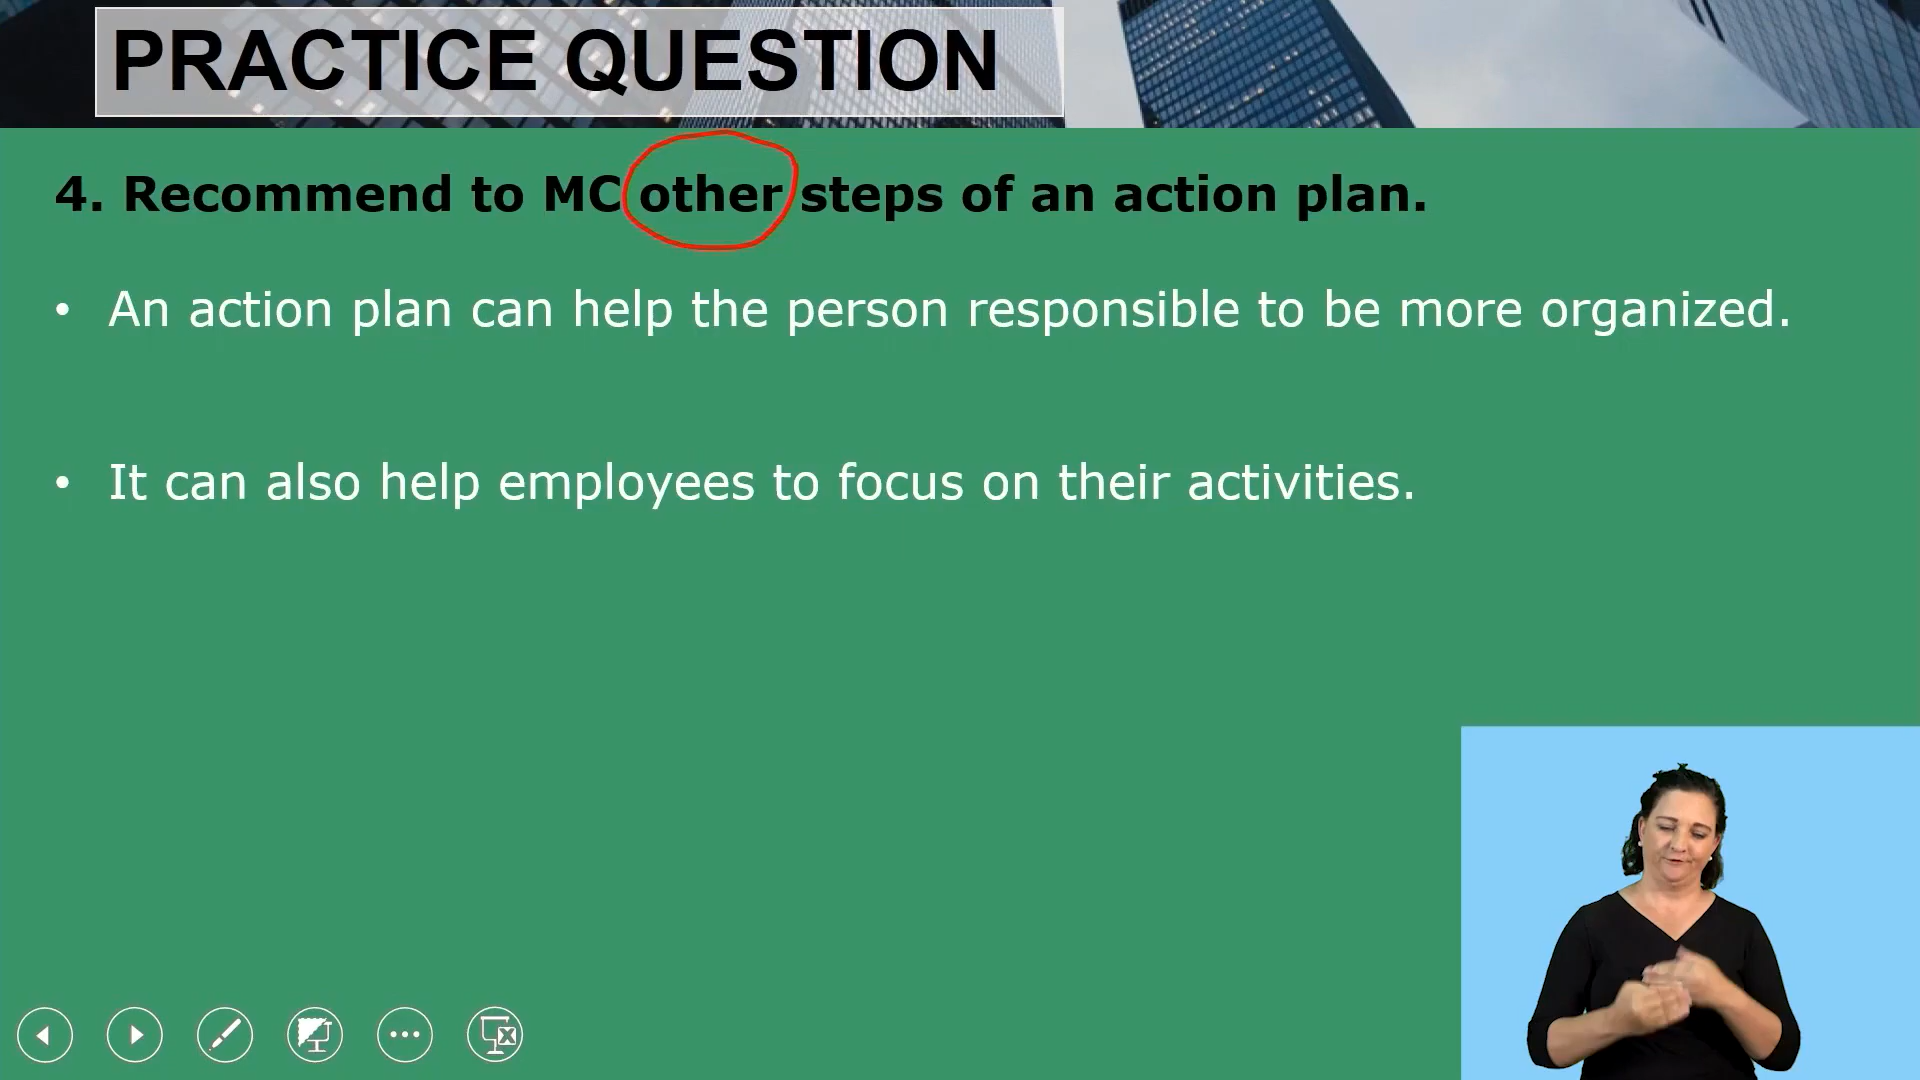 PRACTICE QUESTION
4. Recommend to MC other steps of an action plan.
• An action plan can help the person responsible to be more organized.
• It can also help employees to focus on their activities.